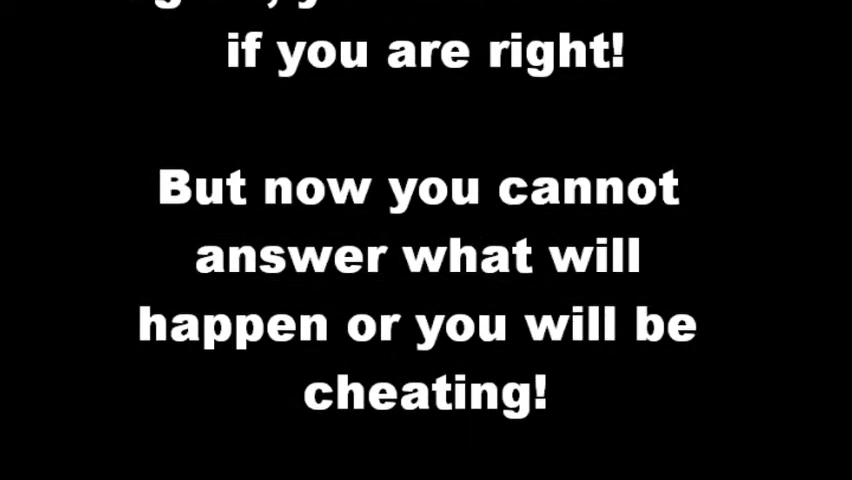 if you are right!
But now you cannot
answer what will
happen or you will be
cheating!